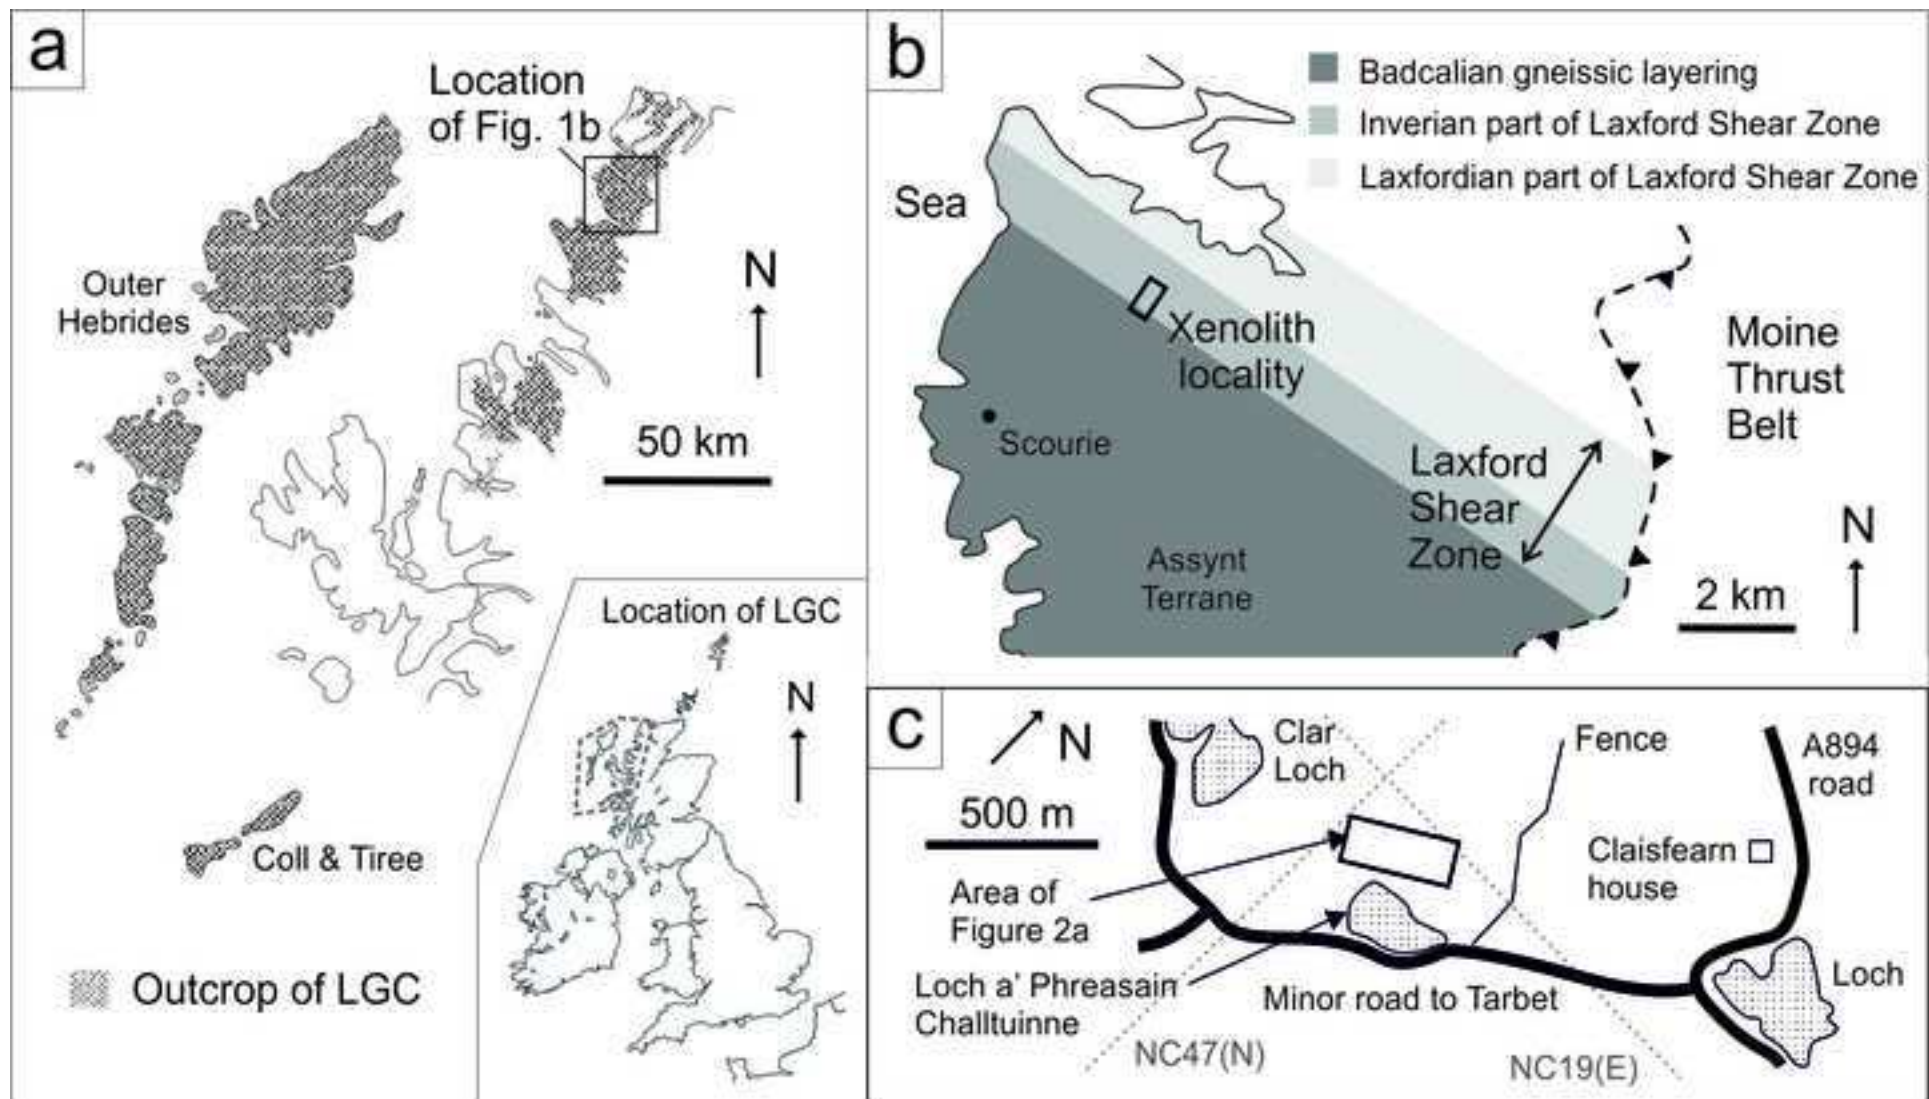 a
Location
of Fig. 1b
Outer
Hebrides
N
50 km
Location of LGC
N
Coll & Tiree
Outcrop of LGC
b
Badcalian gneissic layering
Inverian part of Laxford Shear Zone
Laxfordian part of Laxford Shear Zone
Sea
Xenolith
locality
Moine
Thrust
Belt
Scourie
Laxford
Shear
Zone
Assynt
Terrane
N
2 km
c
N
500 m
Clar
Loch
Fence
A894
road
Claisfearn
house
Area of
Figure 2a
Loch a' Phreasain
Challtuinne
Minor road to Tarbet
Loch
NC47(N)
NC19(E)